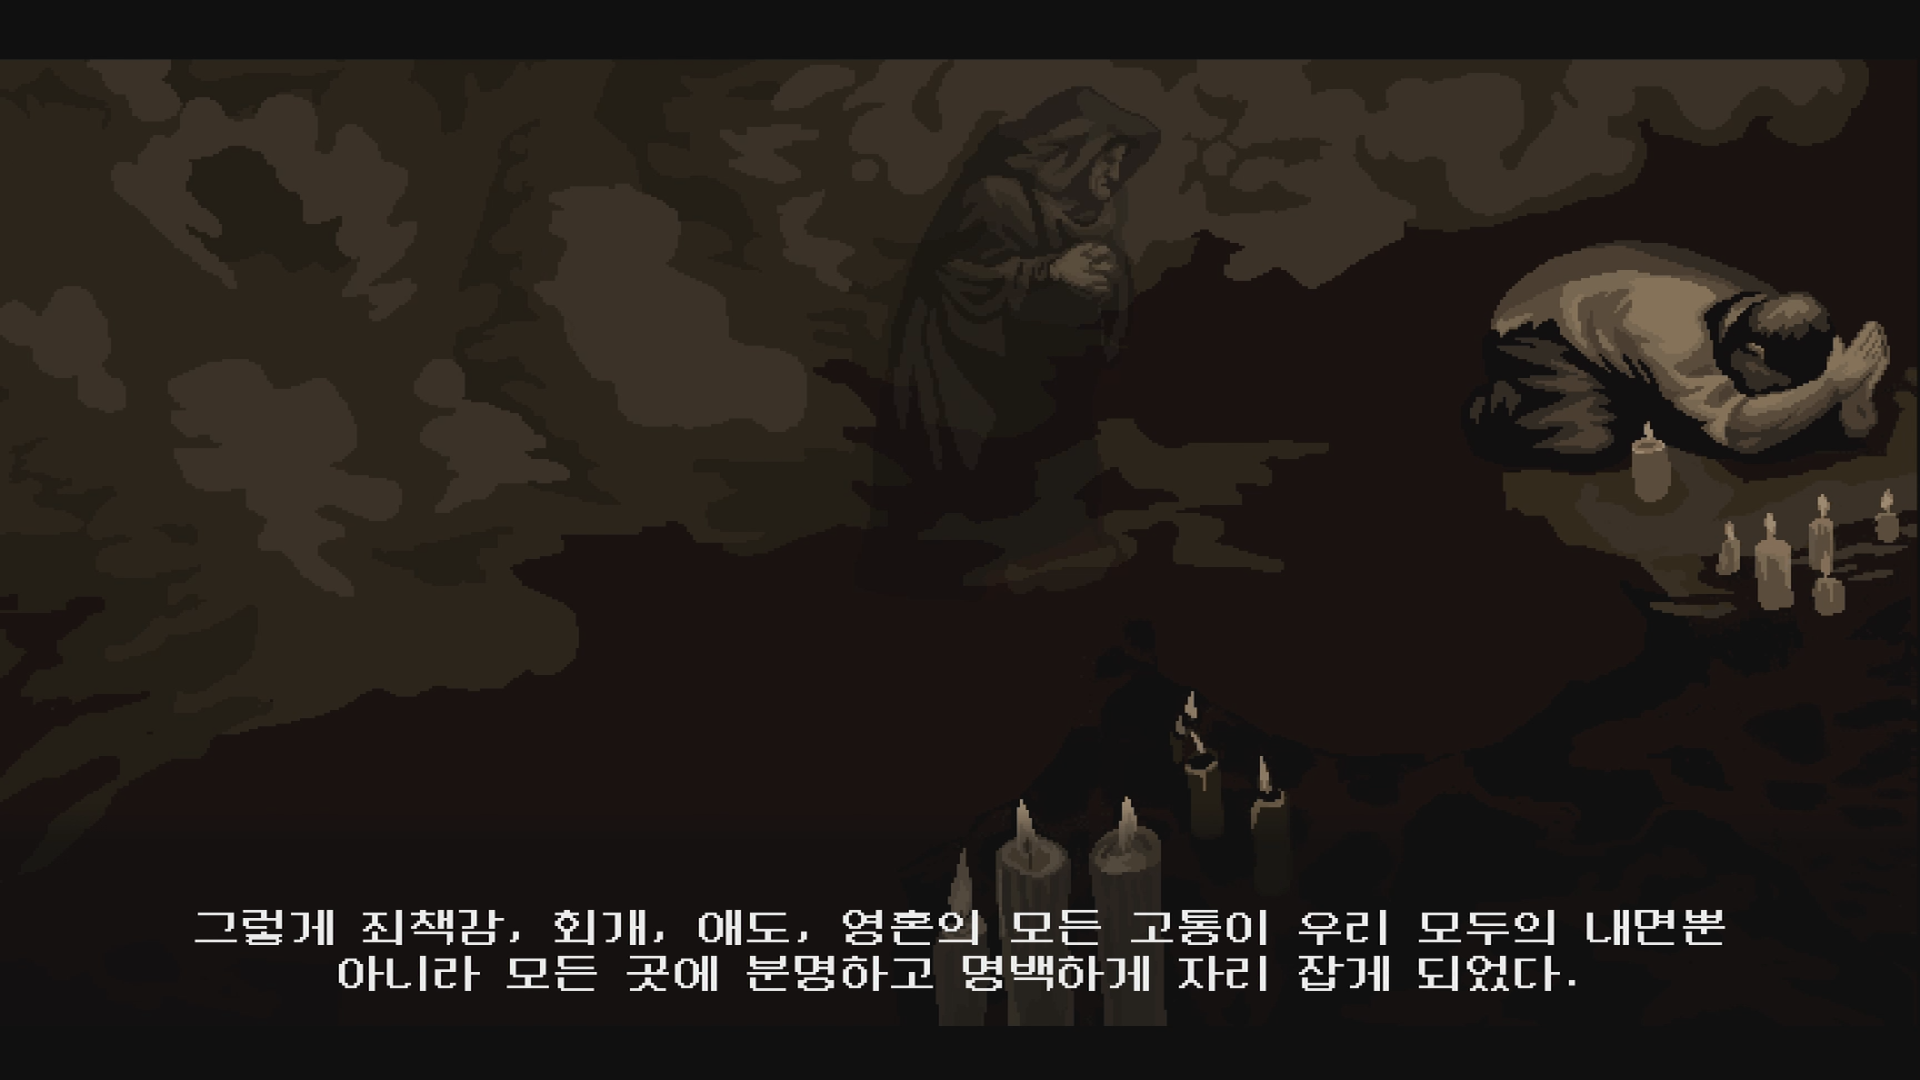 그렇게 죄책감, 회개, 애도, 영혼의 모든 고통이 우리 모두의 내면뿐
아니라 모든 곳에 분명하고 명백하게 자리 잡게 되었다.